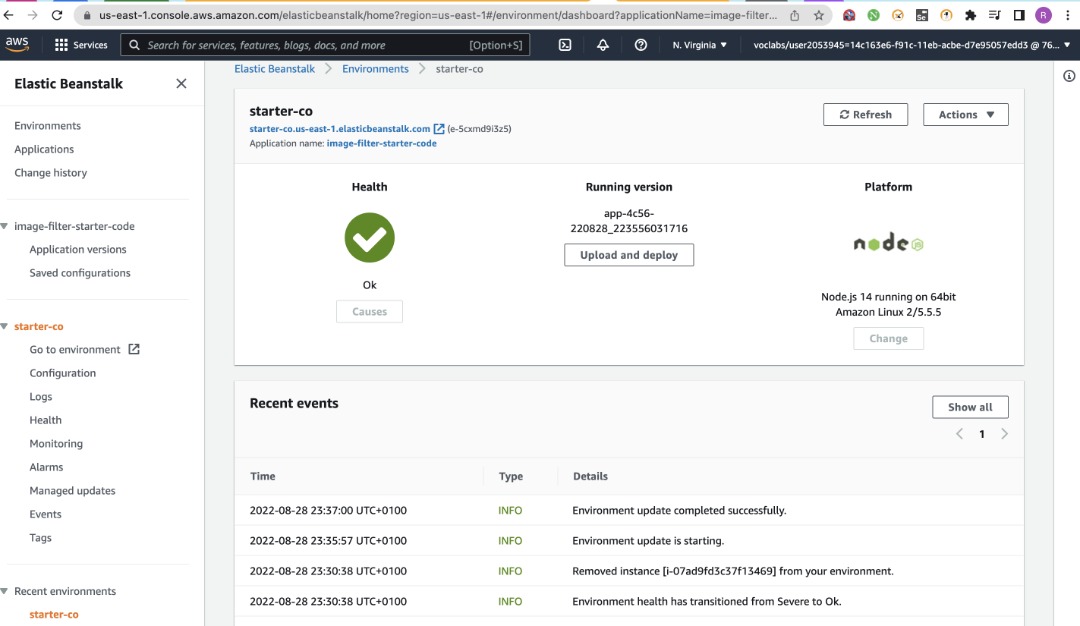 us-east-1.console.aws.amazon.com/elasticbeanstalk/home?region=us-east-1#/environment/dashboard?applicationName=image-filter...
R
aws
Services
Search for services, features, blogs, docs, and more
[Option+S]
N. Virginia
voclabs/user2053945=14c163e6-f91c-11eb-acbe-d7e95057edd3 @ 76...
Elastic Beanstalk
Environments
Applications
Change history
image-filter-starter-code
Application versions
Saved configurations
starter-co
Go to environment
Configuration
Logs
Health
Monitoring
Alarms
Managed updates
Events
Tags
Recent environments
starter-co
Elastic Beanstalk > Environments > starter-co
starter-co
starter-co.us-east-1.elasticbeanstalk.com (e-5cxmd9i3z5)
Application name: image-filter-starter-code
Refresh
Actions
Health
Ok
Causes
Running version
app-4c56-
220828_223556031716
Upload and deploy
Platform
node
JS
Node.js 14 running on 64bit
Amazon Linux 2/5.5.5
Change
Recent events
Show all
1
Time Type Details
2022-08-28 23:37:00 UTC+0100 INFO Environment update completed successfully.
2022-08-28 23:35:57 UTC+0100 INFO Environment update is starting.
2022-08-28 23:30:38 UTC+0100 INFO Removed instance [i-07ad9fd3c37f13469] from your environment.
2022-08-28 23:30:38 UTC+0100 INFO Environment health has transitioned from Severe to Ok.